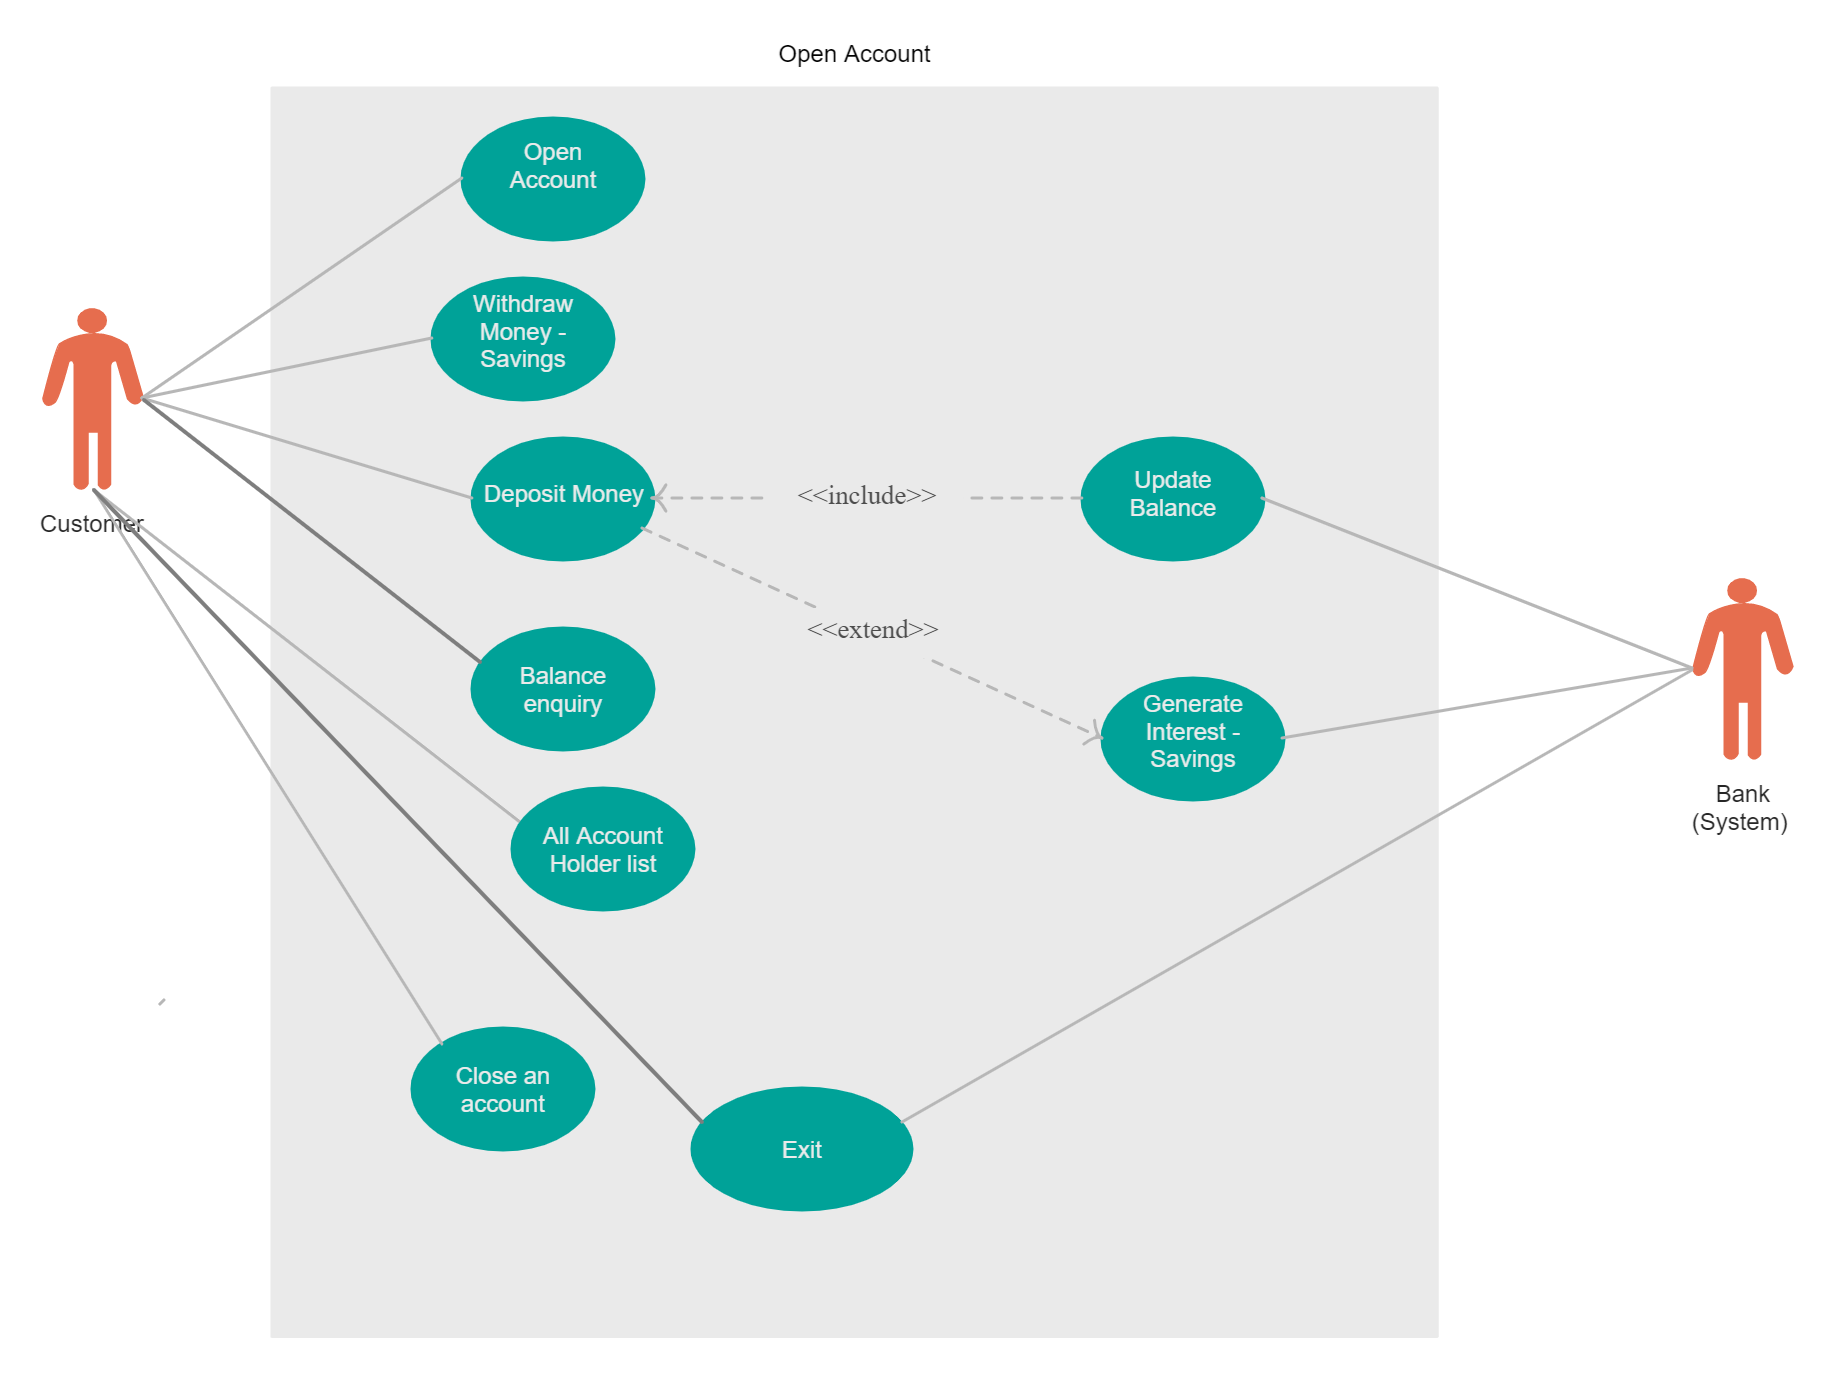 Open Account
Open
Account
Withdraw
Money -
Savings
Customer
Deposit Money
<<include>>
Update
Balance
<<extend>>
Balance
enquiry
Generate
Interest -
Savings
Bank
(System)
All Account
Holder list
Close an
account
Exit